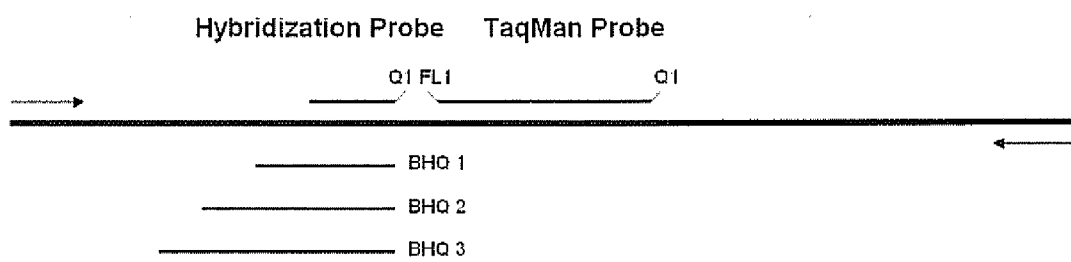 Hybridization Probe TaqMan Probe
Q1 FL1 Q1
BHQ 1
BHQ 2
BHQ 3